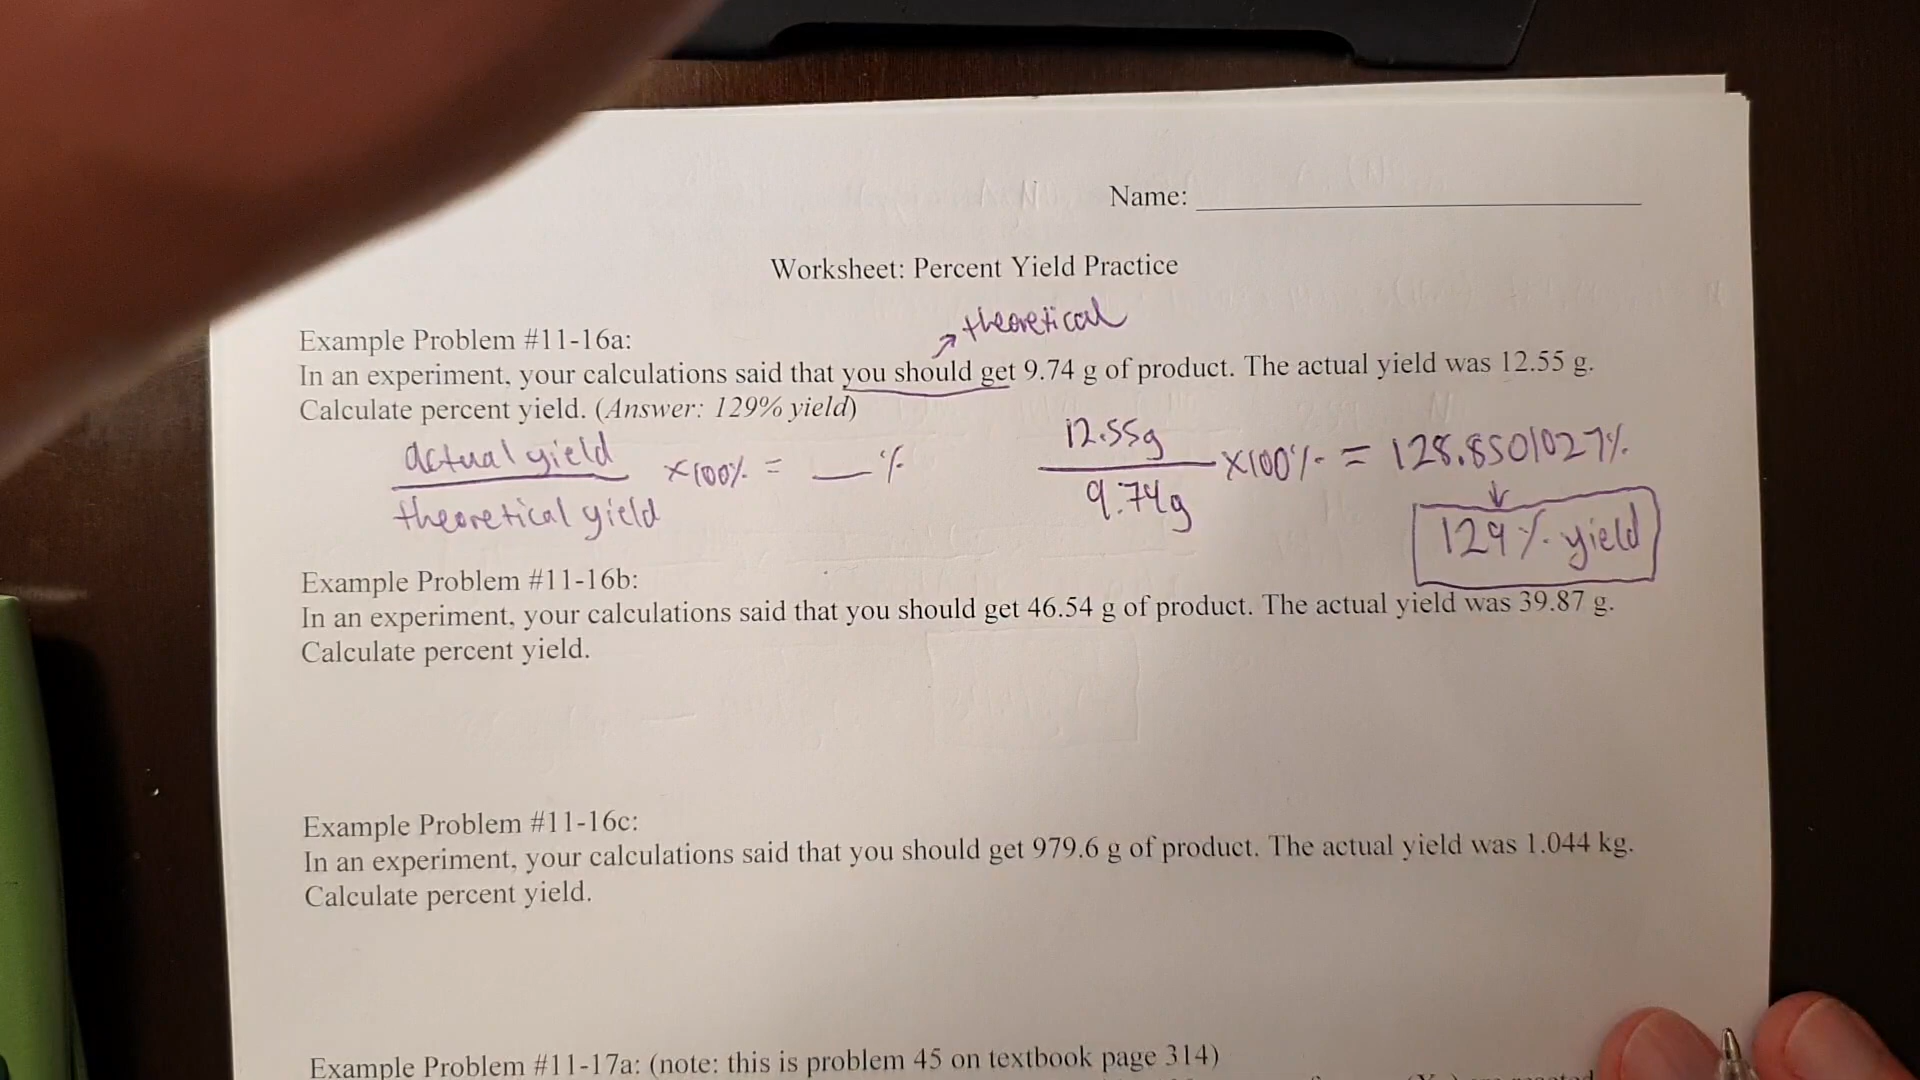 Name:
Worksheet: Percent Yield Practice
theoretical
Example Problem #11-16a:
In an experiment, your calculations said that you should get 9.74 g of product. The actual yield was 12.55 g.
Calculate percent yield. (Answer: 129% yield)
actual yield
theoretical yield
×100% = __%
12.55g
9.74g
×100% = 128.8501027%
129% yield
Example Problem #11-16b:
In an experiment, your calculations said that you should get 46.54 g of product. The actual yield was 39.87 g.
Calculate percent yield.
Example Problem #11-16c:
In an experiment, your calculations said that you should get 979.6 g of product. The actual yield was 1.044 kg.
Calculate percent yield.
Example Problem #11-17a: (note: this is problem 45 on textbook page 314)